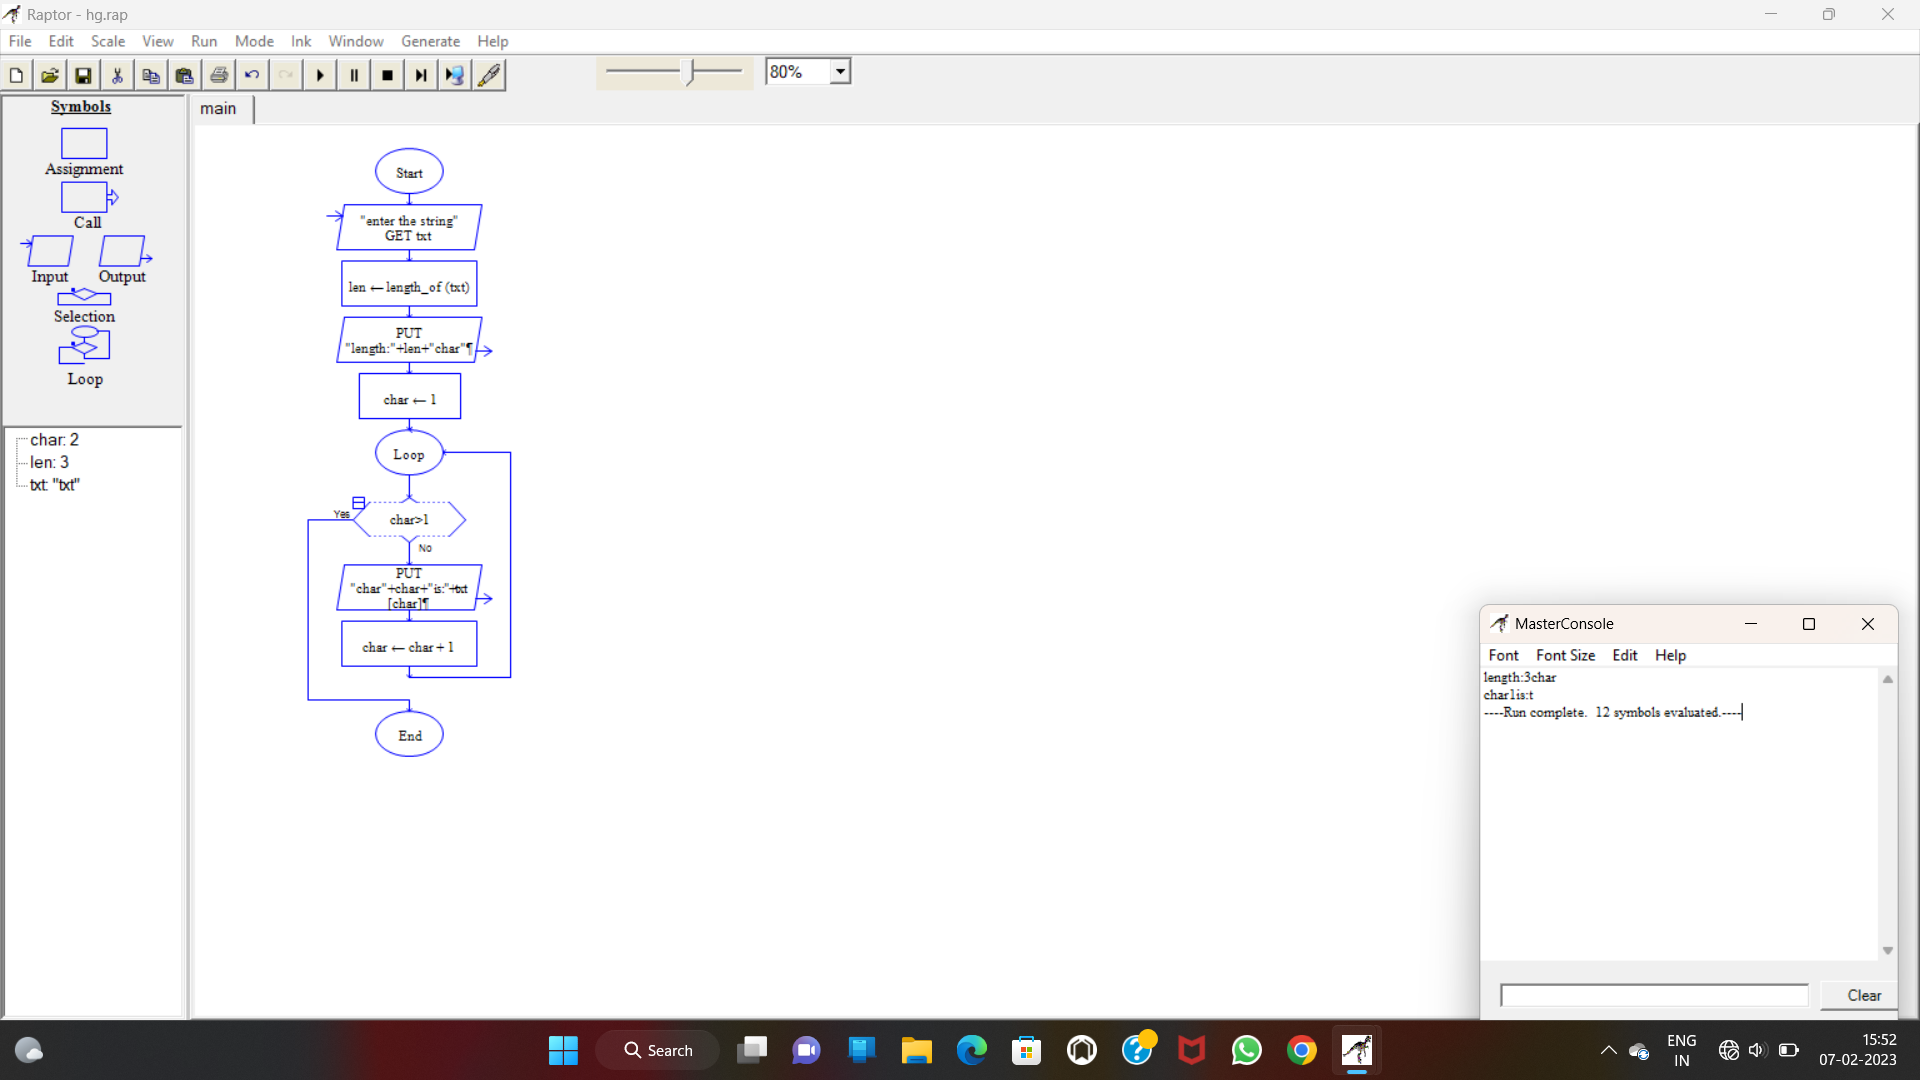 Raptor - hg.rap
File Edit Scale View Run Mode Ink Window Generate Help
80%
Symbols
Assignment
Call
Input Output
Selection
Loop
char: 2
len: 3
txt: "txt"
main
Start
"enter the string"
GET txt
len ← length_of (txt)
PUT
"length:"+len+"char"¶
char ← 1
Loop
Yes
char>1
No
PUT
"char"+char+"is:"+txt
[char]¶
char ← char + 1
End
MasterConsole
Font Font Size Edit Help
length:3char
char1is:t
----Run complete. 12 symbols evaluated.----
Clear
Search
ENG
IN
15:52
07-02-2023